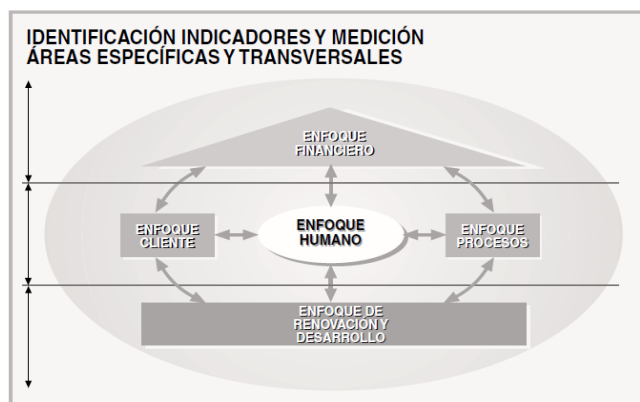 IDENTIFICACIÓN INDICADORES Y MEDICIÓN
ÁREAS ESPECÍFICAS Y TRANSVERSALES
ENFOQUE
FINANCIERO
ENFOQUE
CLIENTE
ENFOQUE
HUMANO
ENFOQUE
PROCESOS
ENFOQUE DE
RENOVACIÓN Y
DESARROLLO